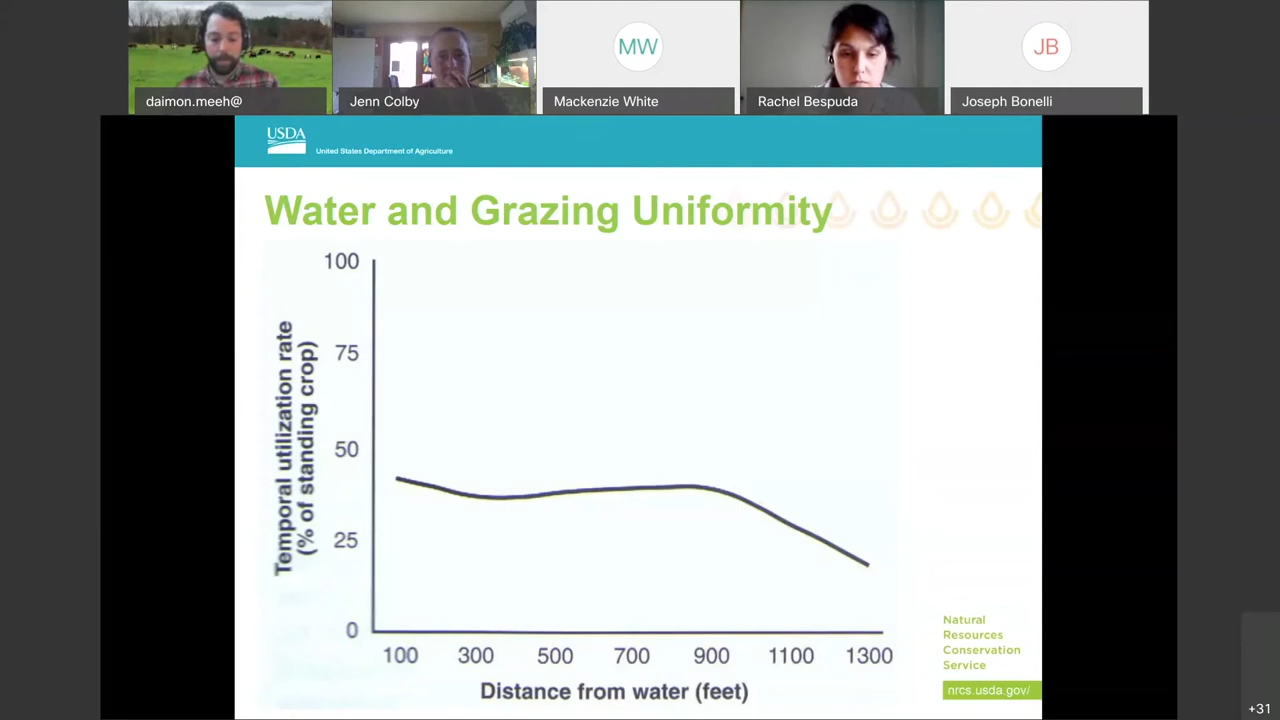 MW
JB
daimon.meeh@
Jenn Colby
Mackenzie White
Rachel Bespuda
Joseph Bonelli
USDA
United States Department of Agriculture
Water and Grazing Uniformity
Temporal utilization rate
(% of standing crop)
100
75
50
25
0
100 300 500 700 900 1100 1300
Distance from water (feet)
Natural
Resources
Conservation
Service
nrcs.usda.gov/
+31